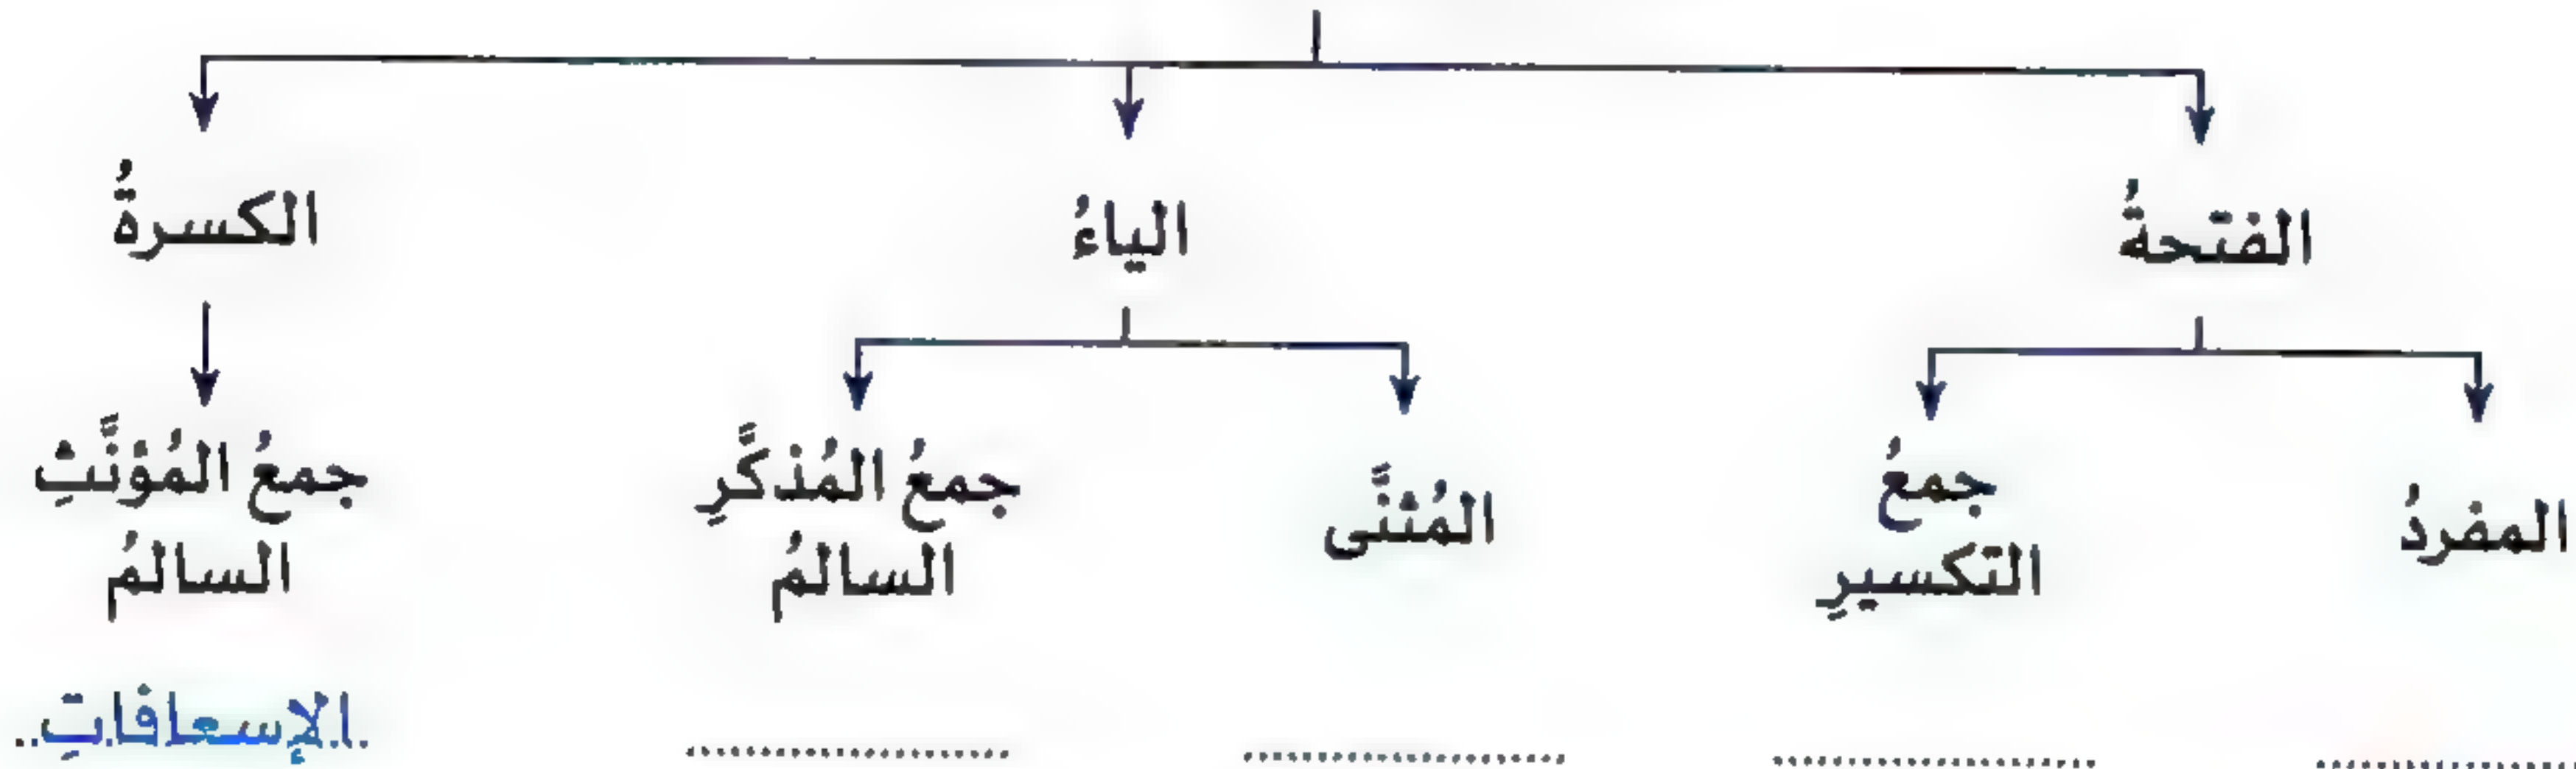 الفتحةُ
الياءُ
الكسرةُ
المفردُ
جمعُ
التكسيرِ
المُثنَّى
جمعُ المُذكَّرِ
السالمُ
جمعُ المُؤنَّثِ
السالمُ
......................
......................
......................
......................
..الإسعافاتِ..